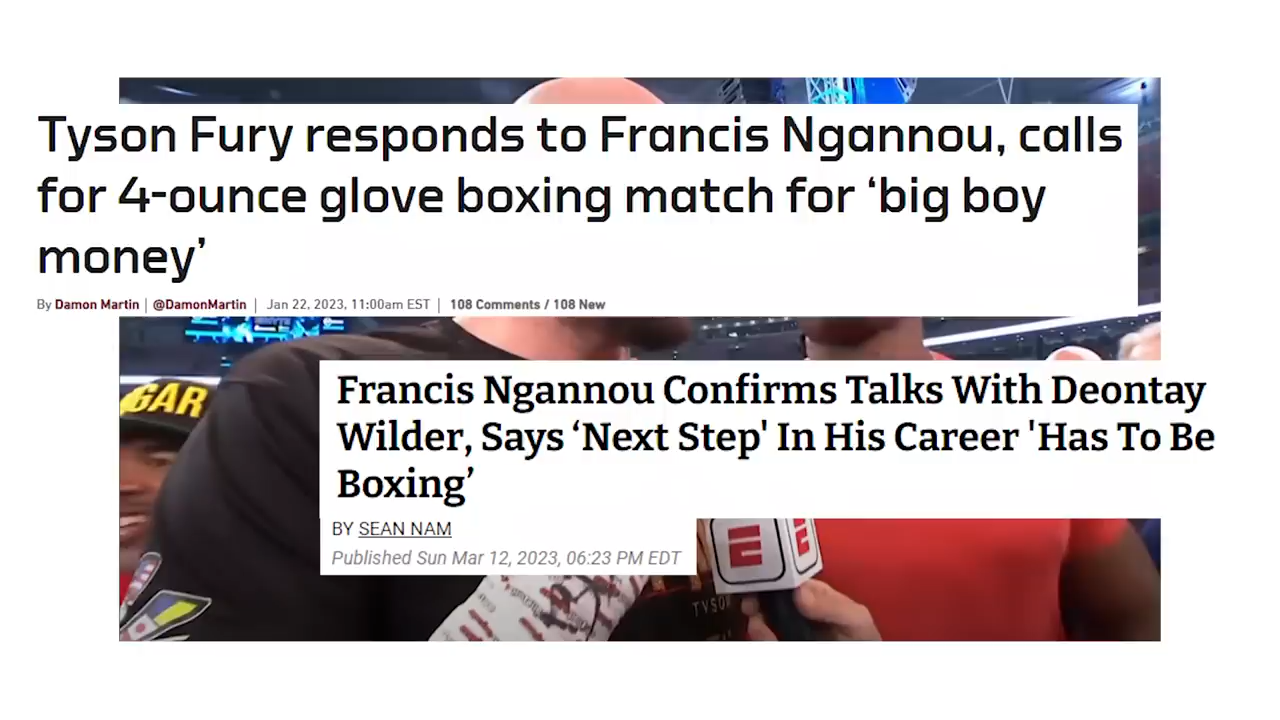 Tyson Fury responds to Francis Ngannou, calls
for 4-ounce glove boxing match for ‘big boy
money’
By Damon Martin | @DamonMartin | Jan 22, 2023, 11:00am EST | 108 Comments / 108 New
GAR
Francis Ngannou Confirms Talks With Deontay
Wilder, Says ‘Next Step' In His Career 'Has To Be
Boxing’
BY SEAN NAM
Published Sun Mar 12, 2023, 06:23 PM EDT
TYSON